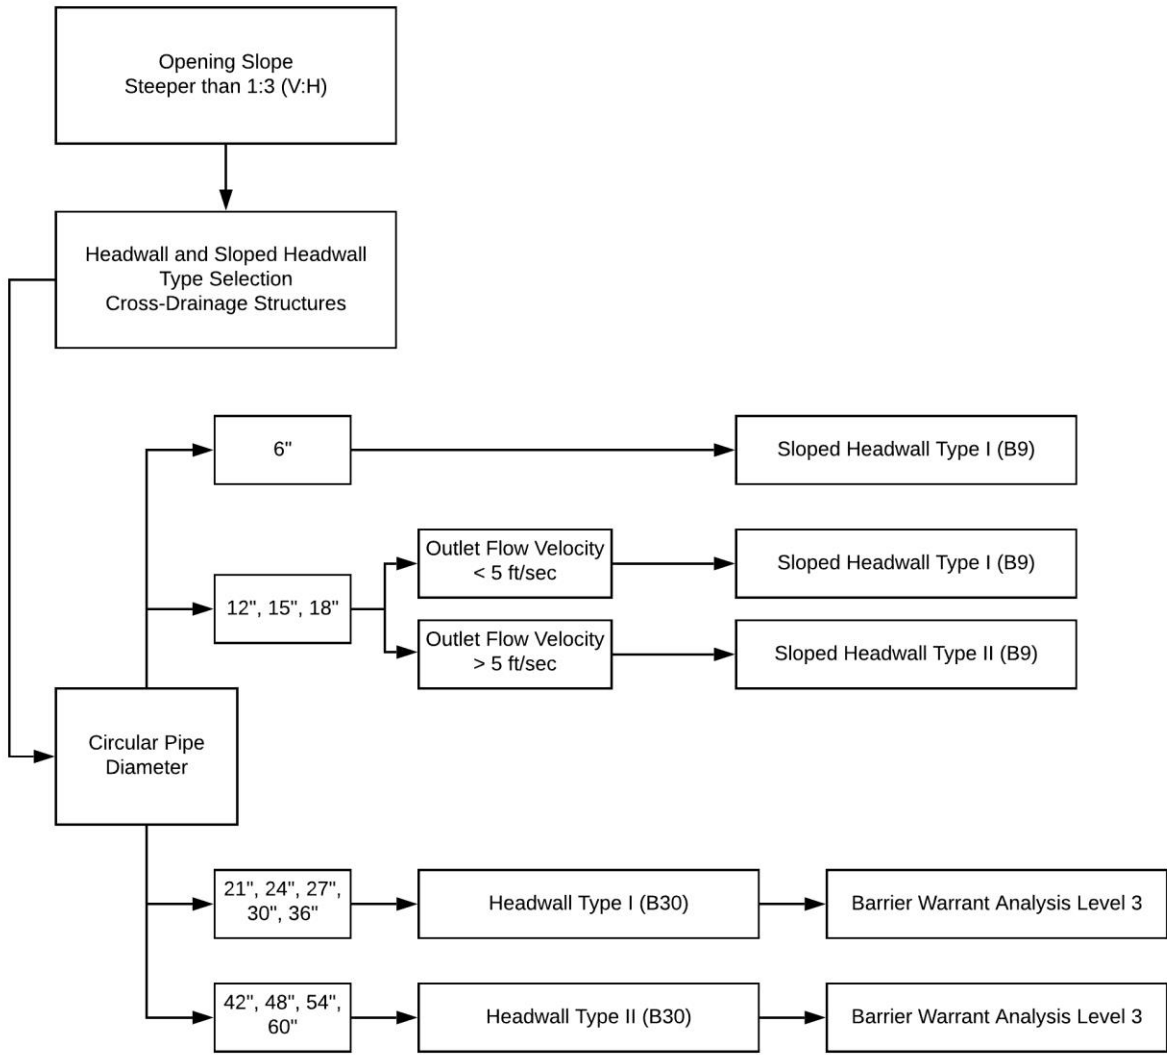 Opening Slope
Steeper than 1:3 (V:H)
Headwall and Sloped Headwall
Type Selection
Cross-Drainage Structures
6"
Sloped Headwall Type I (B9)
12", 15", 18"
Outlet Flow Velocity
< 5 ft/sec
Sloped Headwall Type I (B9)
Outlet Flow Velocity
> 5 ft/sec
Sloped Headwall Type II (B9)
Circular Pipe
Diameter
21", 24", 27",
30", 36"
Headwall Type I (B30)
Barrier Warrant Analysis Level 3
42", 48", 54",
60"
Headwall Type II (B30)
Barrier Warrant Analysis Level 3